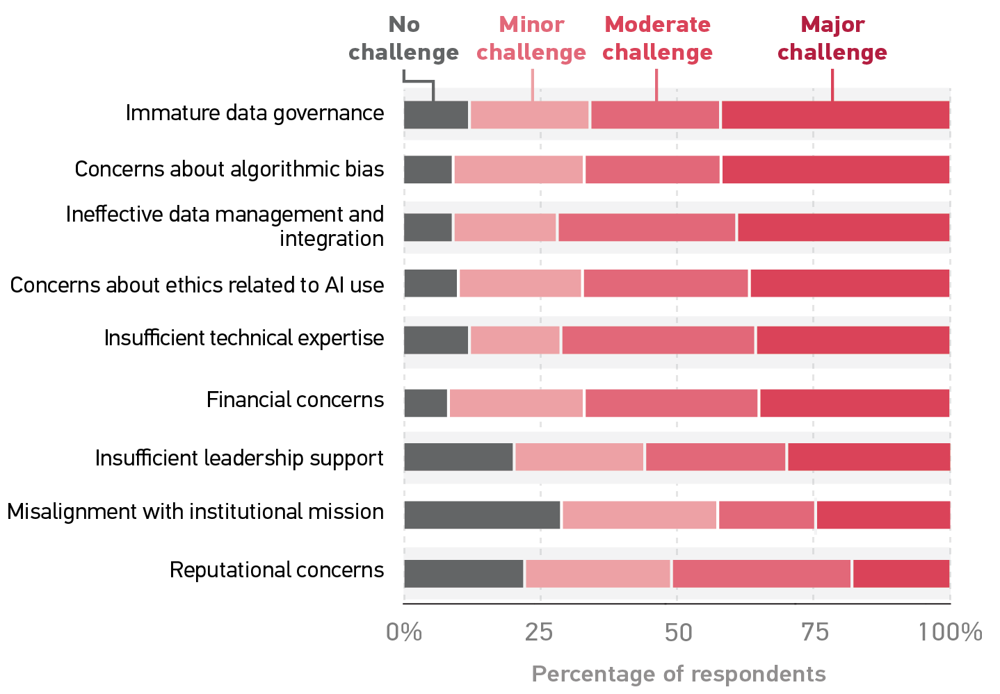 No
challenge
Minor
challenge
Moderate
challenge
Major
challenge
Immature data governance
Concerns about algorithmic bias
Ineffective data management and
integration
Concerns about ethics related to AI use
Insufficient technical expertise
Financial concerns
Insufficient leadership support
Misalignment with institutional mission
Reputational concerns
0% 25 50 75 100%
Percentage of respondents